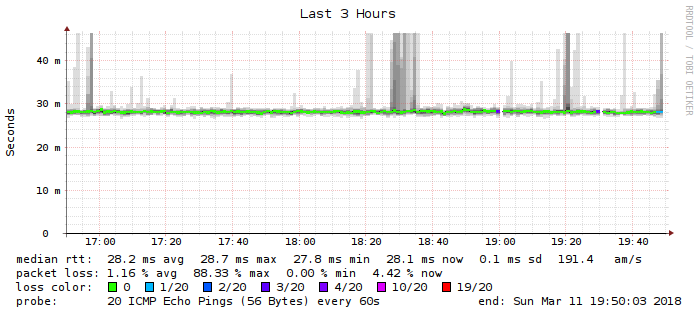 Last 3 Hours
RRDTOOL / TOBI OETIKER
Seconds
40 m
30 m
20 m
10 m
0
17:00 17:20 17:40 18:00 18:20 18:40 19:00 19:20 19:40
median rtt: 28.2 ms avg 28.7 ms max 27.8 ms min 28.1 ms now 0.1 ms sd 191.4 am/s
packet loss: 1.16 % avg 88.33 % max 0.00 % min 4.42 % now
loss color: 0 1/20 2/20 3/20 4/20 10/20 19/20
probe: 20 ICMP Echo Pings (56 Bytes) every 60s end: Sun Mar 11 19:50:03 2018